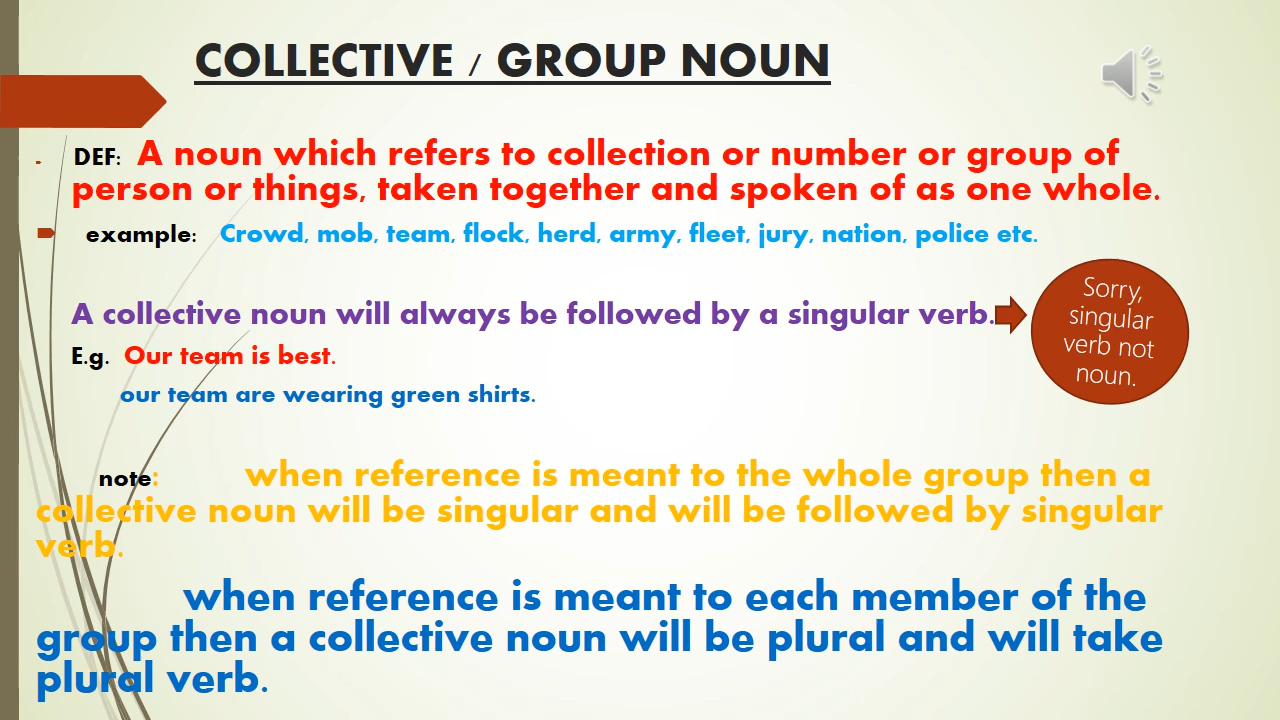 COLLECTIVE / GROUP NOUN
DEF: A noun which refers to collection or number or group of
person or things, taken together and spoken of as one whole.
example: Crowd, mob, team, flock, herd, army, fleet, jury, nation, police etc.
A collective noun will always be followed by a singular verb.
Sorry,
singular
verb not
noun.
E.g. Our team is best.
our team are wearing green shirts.
note: when reference is meant to the whole group then a
collective noun will be singular and will be followed by singular
verb.
when reference is meant to each member of the
group then a collective noun will be plural and will take
plural verb.